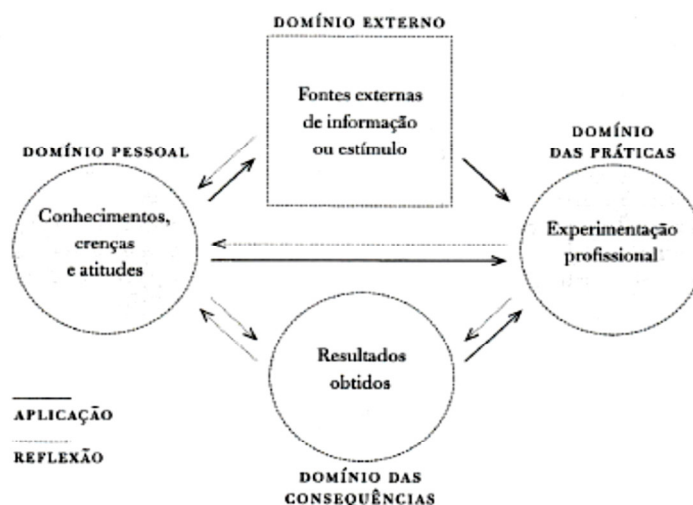 DOMÍNIO EXTERNO
Fontes externas
de informação
ou estímulo
DOMÍNIO PESSOAL
Conhecimentos,
crenças
e atitudes
DOMÍNIO
DAS PRÁTICAS
Experimentação
profissional
Resultados
obtidos
APLICAÇÃO
REFLEXÃO
DOMÍNIO DAS
CONSEQUÊNCIAS